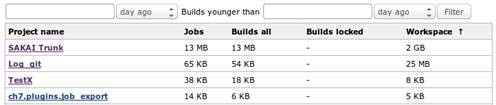 day ago Builds younger than day ago Filter
Project name Jobs Builds all Builds locked Workspace ↑
SAKAI Trunk 13 MB 13 MB - 2 GB
Log_git 65 KB 54 KB - 25 MB
TestX 38 KB 18 KB - 8 KB
ch7.plugins.job_export 14 KB 6 KB - 5 KB